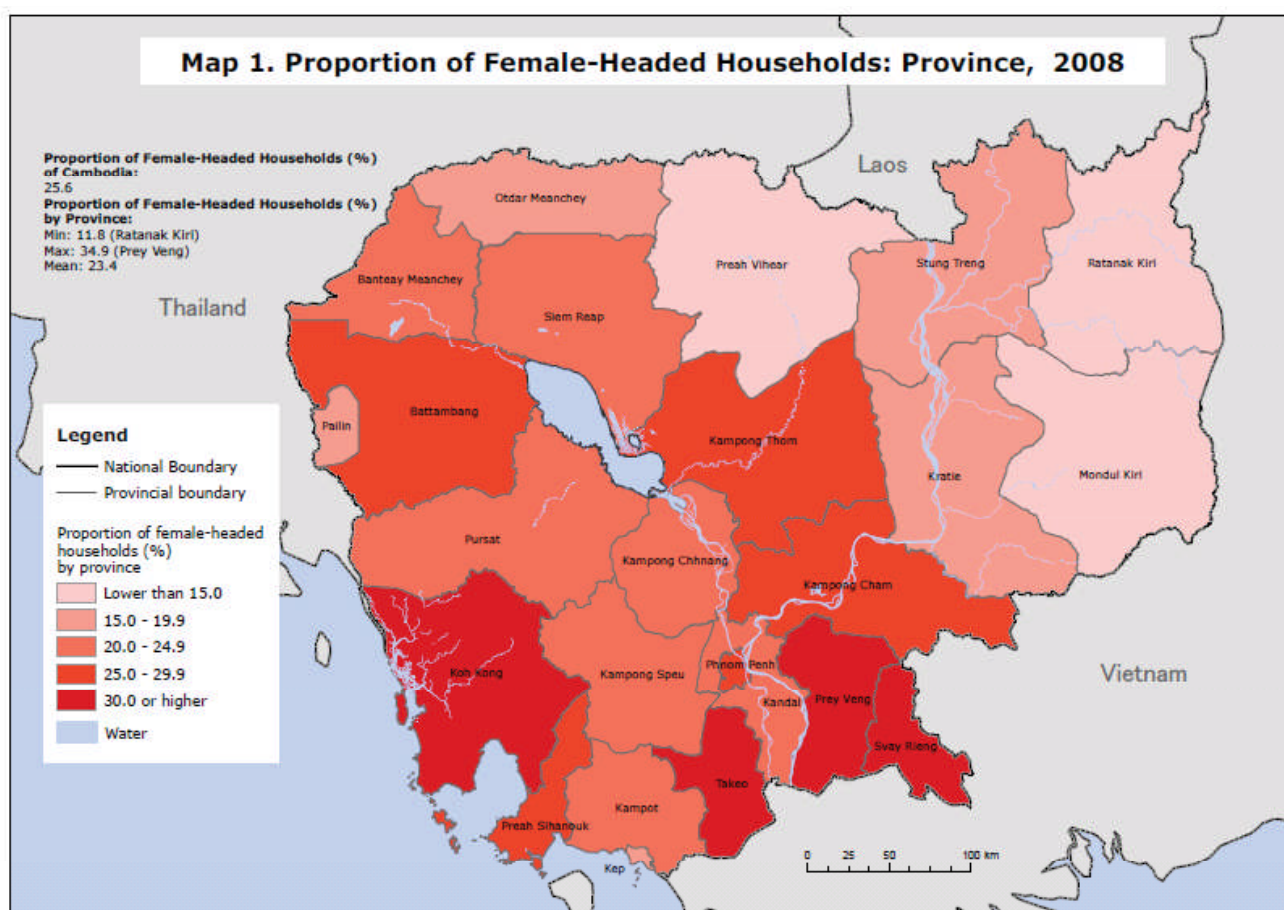 Map 1. Proportion of Female-Headed Households: Province, 2008
Proportion of Female-Headed Households (%)
of Cambodia:
25.6
Proportion of Female-Headed Households (%)
by Province:
Min: 11.8 (Ratanak Kiri)
Max: 34.9 (Prey Veng)
Mean: 23.4
Laos
Thailand
Vietnam
Otdar Meanchey
Banteay Meanchey
Siem Reap
Preah Vihear
Stung Treng
Ratanak Kiri
Battambang
Pailin
Kampong Thom
Kratie
Mondul Kiri
Pursat
Kampong Chhnang
Kampong Cham
Koh Kong
Kampong Speu
Phnom Penh
Kandal
Prey Veng
Svay Rieng
Takeo
Kampot
Preah Sihanouk
Kep
Legend
National Boundary
Provincial boundary
Proportion of female-headed
households (%)
by province
Lower than 15.0
15.0 - 19.9
20.0 - 24.9
25.0 - 29.9
30.0 or higher
Water
0 25 50 100 km